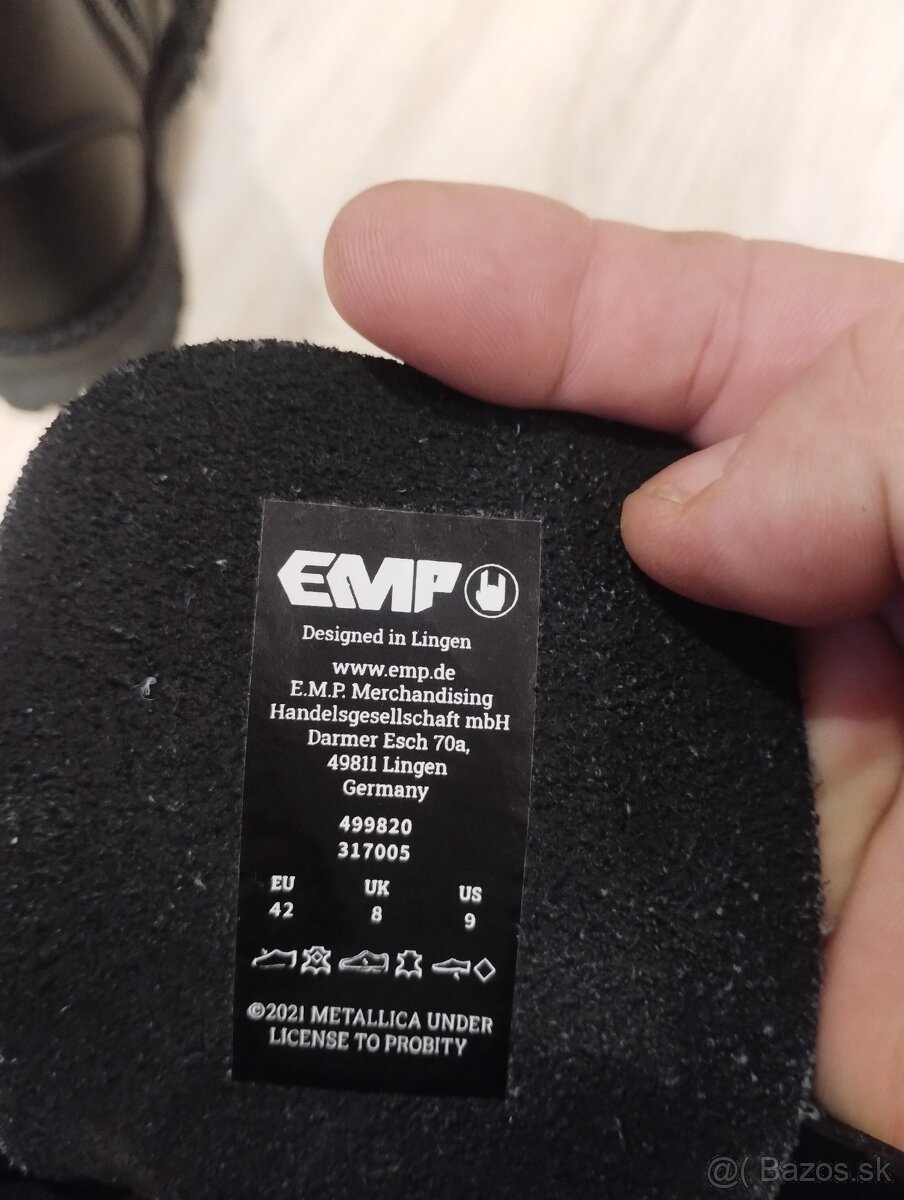 EMP
Designed in Lingen
www.emp.de
E.M.P. Merchandising
Handelsgesellschaft mbH
Darmer Esch 70a,
49811 Lingen
Germany
499820
317005
EU UK US
42 8 9
©2021 METALLICA UNDER
LICENSE TO PROBITY
@( Bazos.sk